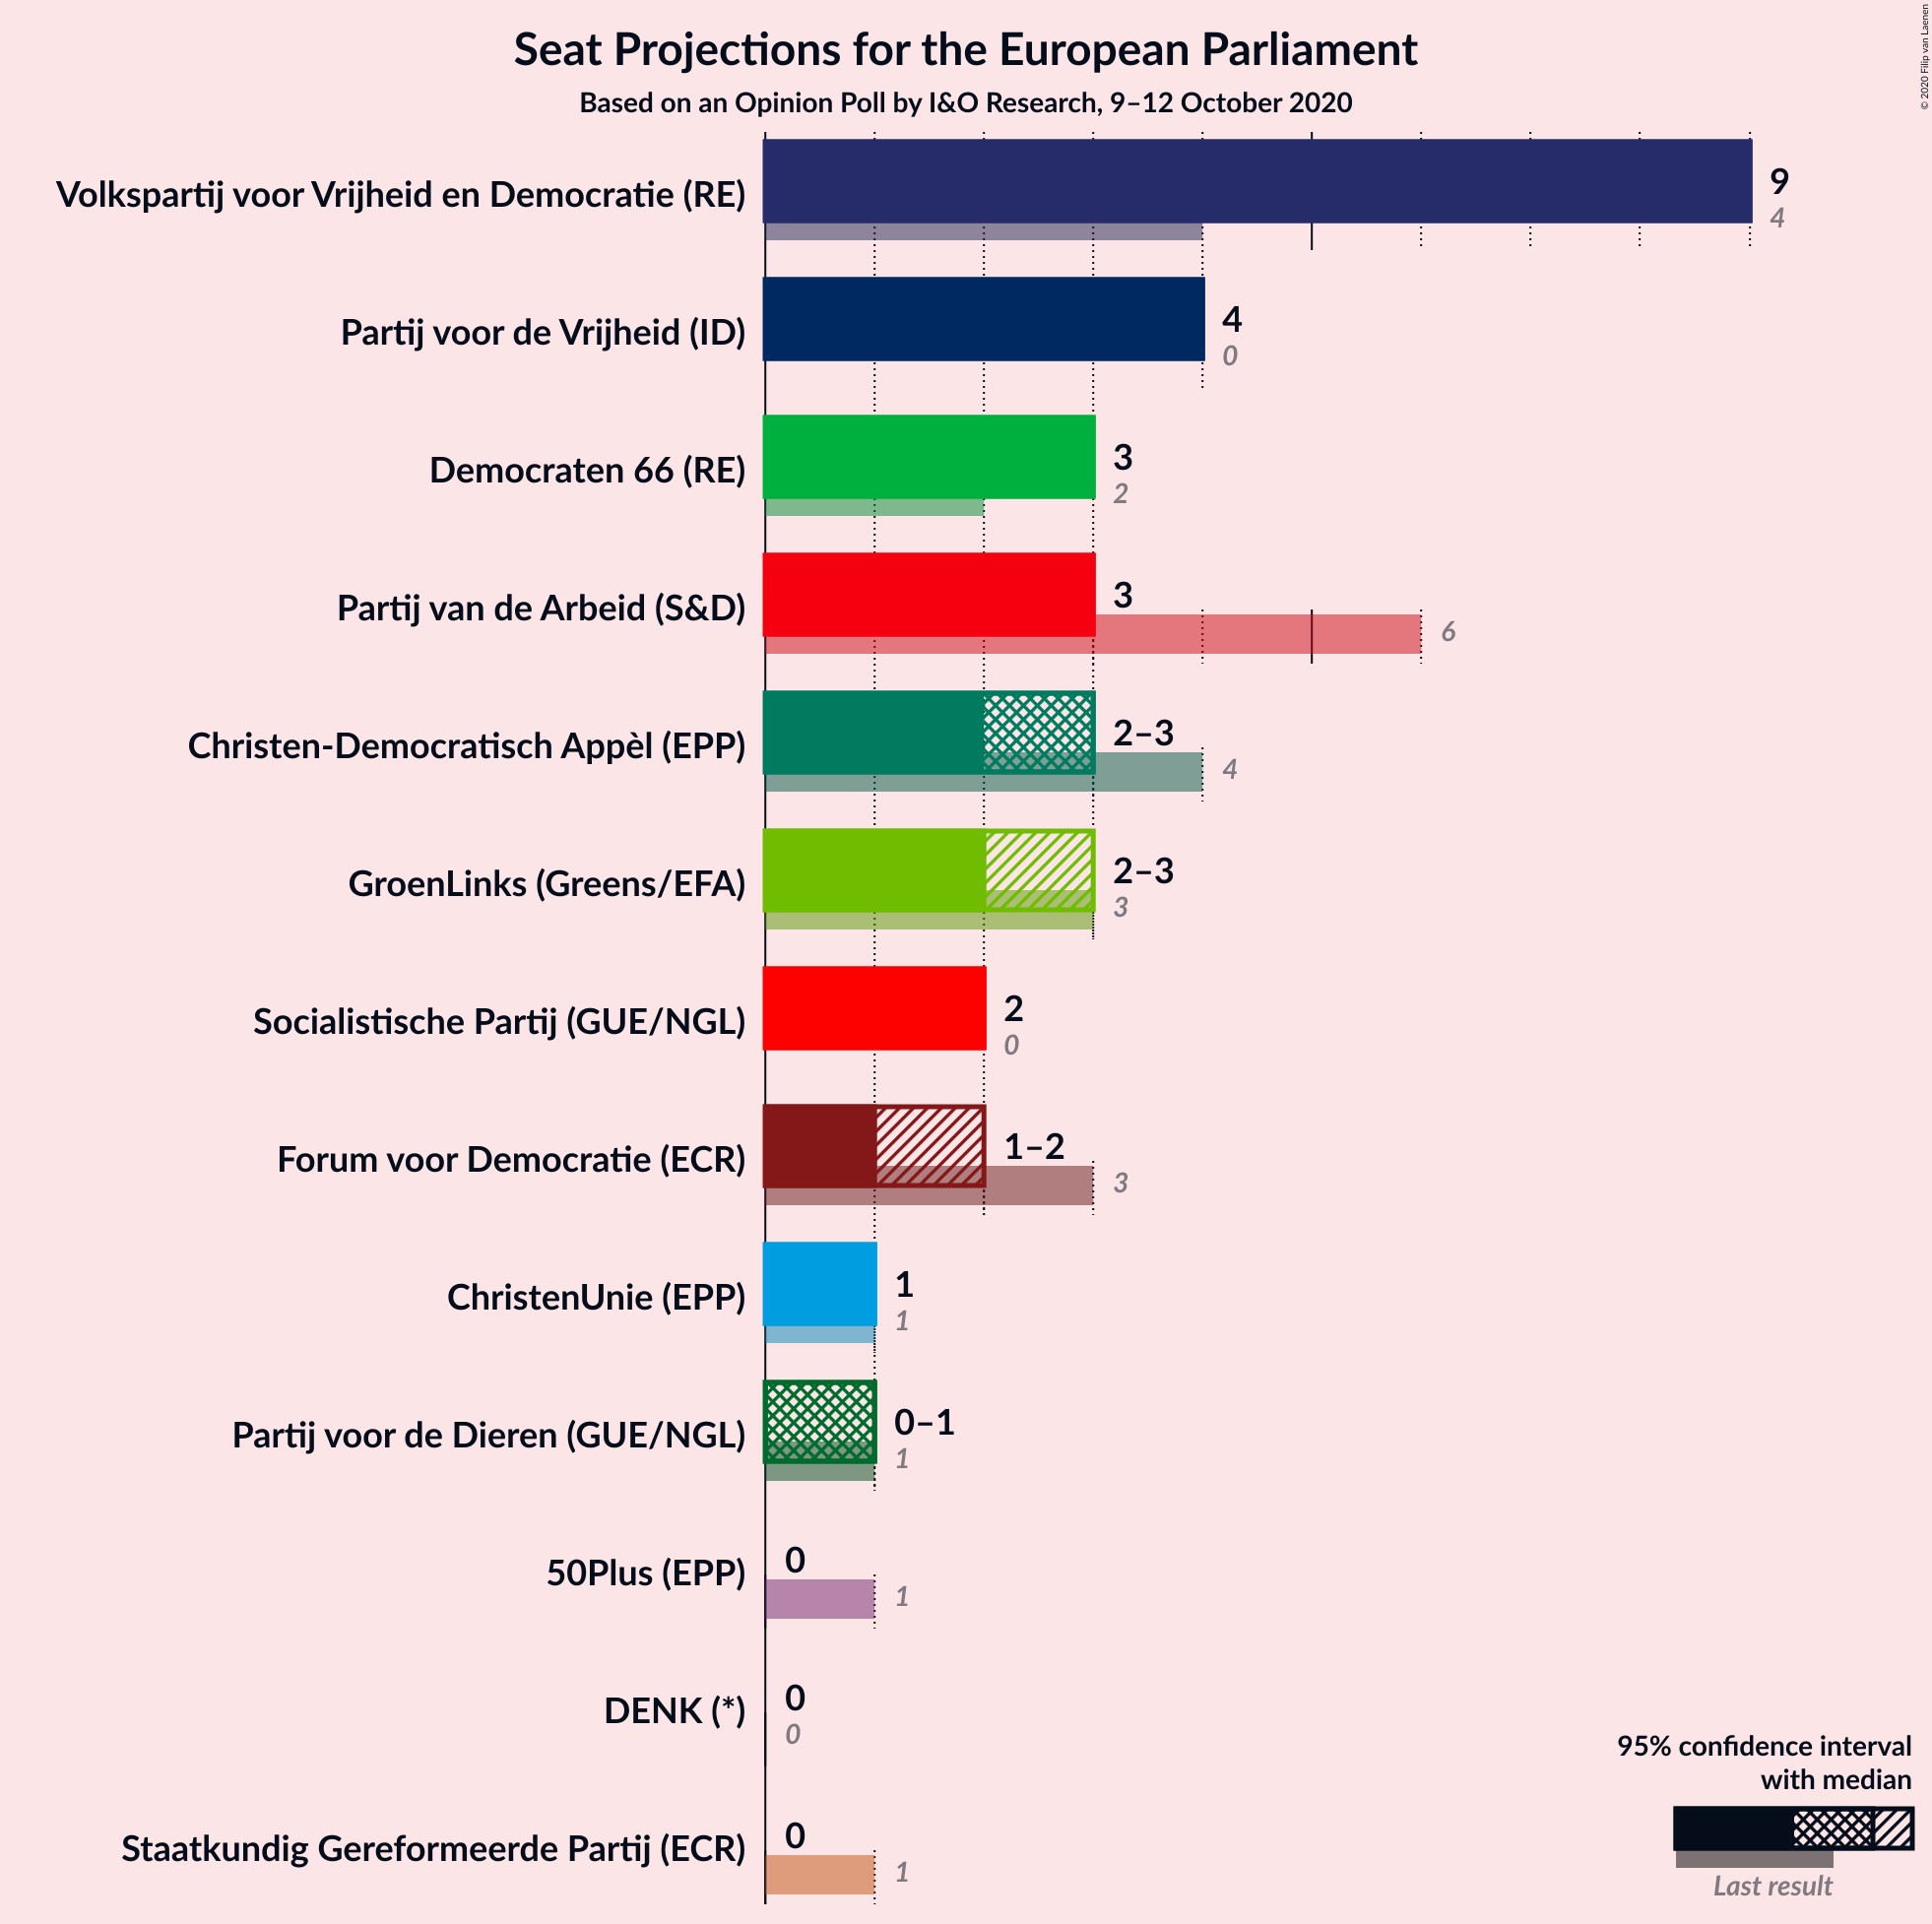 Seat Projections for the European Parliament
Based on an Opinion Poll by I&O Research, 9–12 October 2020
© 2020 Filip van Laenen
Volkspartij voor Vrijheid en Democratie (RE)
9
4
Partij voor de Vrijheid (ID)
4
0
Democraten 66 (RE)
3
2
Partij van de Arbeid (S&D)
3
6
Christen-Democratisch Appèl (EPP)
2–3
4
GroenLinks (Greens/EFA)
2–3
3
Socialistische Partij (GUE/NGL)
2
0
Forum voor Democratie (ECR)
1–2
3
ChristenUnie (EPP)
1
1
Partij voor de Dieren (GUE/NGL)
0–1
1
50Plus (EPP)
0
1
DENK (*)
0
0
Staatkundig Gereformeerde Partij (ECR)
0
1
95% confidence interval
with median
Last result